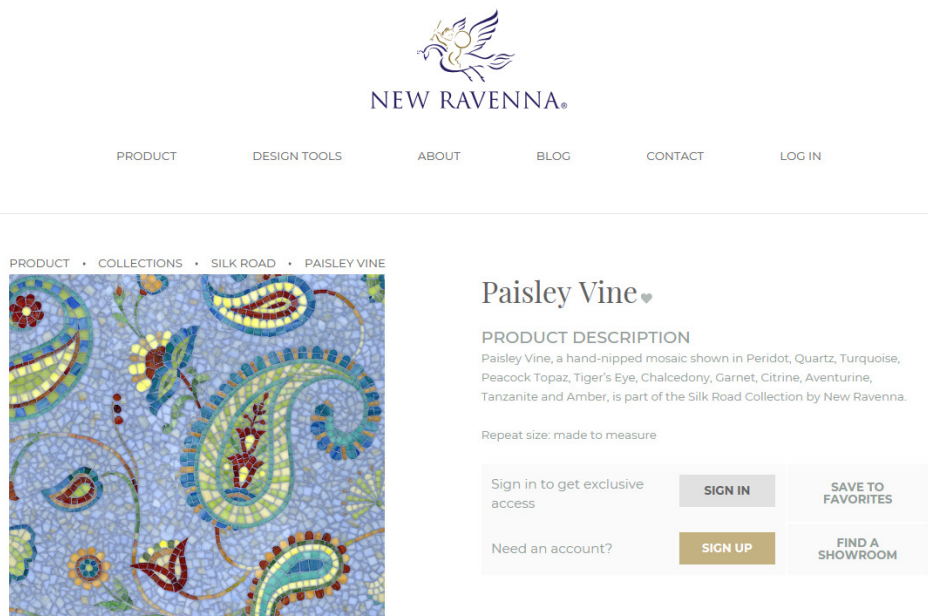 NEW RAVENNA®
PRODUCT DESIGN TOOLS ABOUT BLOG CONTACT LOG IN
PRODUCT • COLLECTIONS • SILK ROAD • PAISLEY VINE
Paisley Vine
PRODUCT DESCRIPTION
Paisley Vine, a hand-nipped mosaic shown in Peridot, Quartz, Turquoise,
Peacock Topaz, Tiger's Eye, Chalcedony, Garnet, Citrine, Aventurine,
Tanzanite and Amber, is part of the Silk Road Collection by New Ravenna.
Repeat size: made to measure
Sign in to get exclusive
access
SIGN IN
SAVE TO
FAVORITES
Need an account?
SIGN UP
FIND A
SHOWROOM